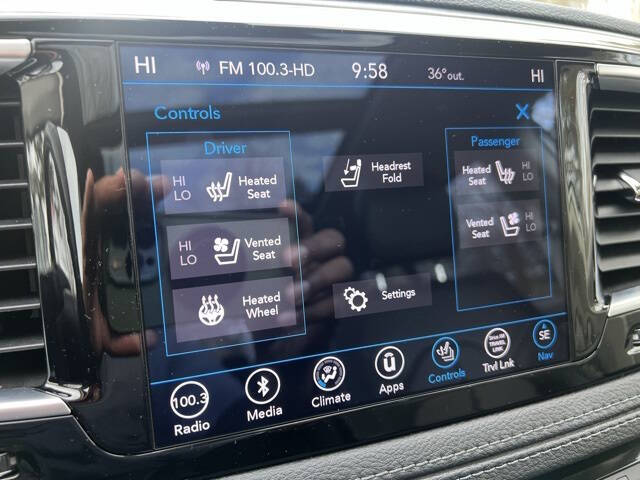 HI FM 100.3-HD 9:58 36° out. HI
Controls X
Driver
HI LO Heated Seat
HI LO Vented Seat
Heated Wheel
Headrest Fold
Settings
Passenger
Heated Seat HI LO
Vented Seat HI LO
100.3
Radio
Media
Climate
Apps
Controls
TRAVEL LINK
Trvl Lnk
SE
Nav